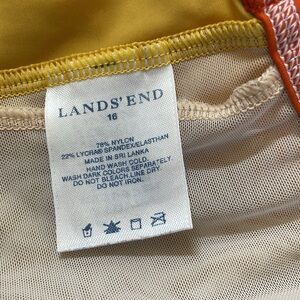 LANDS' END
16
78% NYLON
22% LYCRA® SPANDEX/ELASTHAN
MADE IN SRI LANKA
HAND WASH COLD.
WASH DARK COLORS SEPARATELY
DO NOT BLEACH.LINE DRY.
DO NOT IRON.